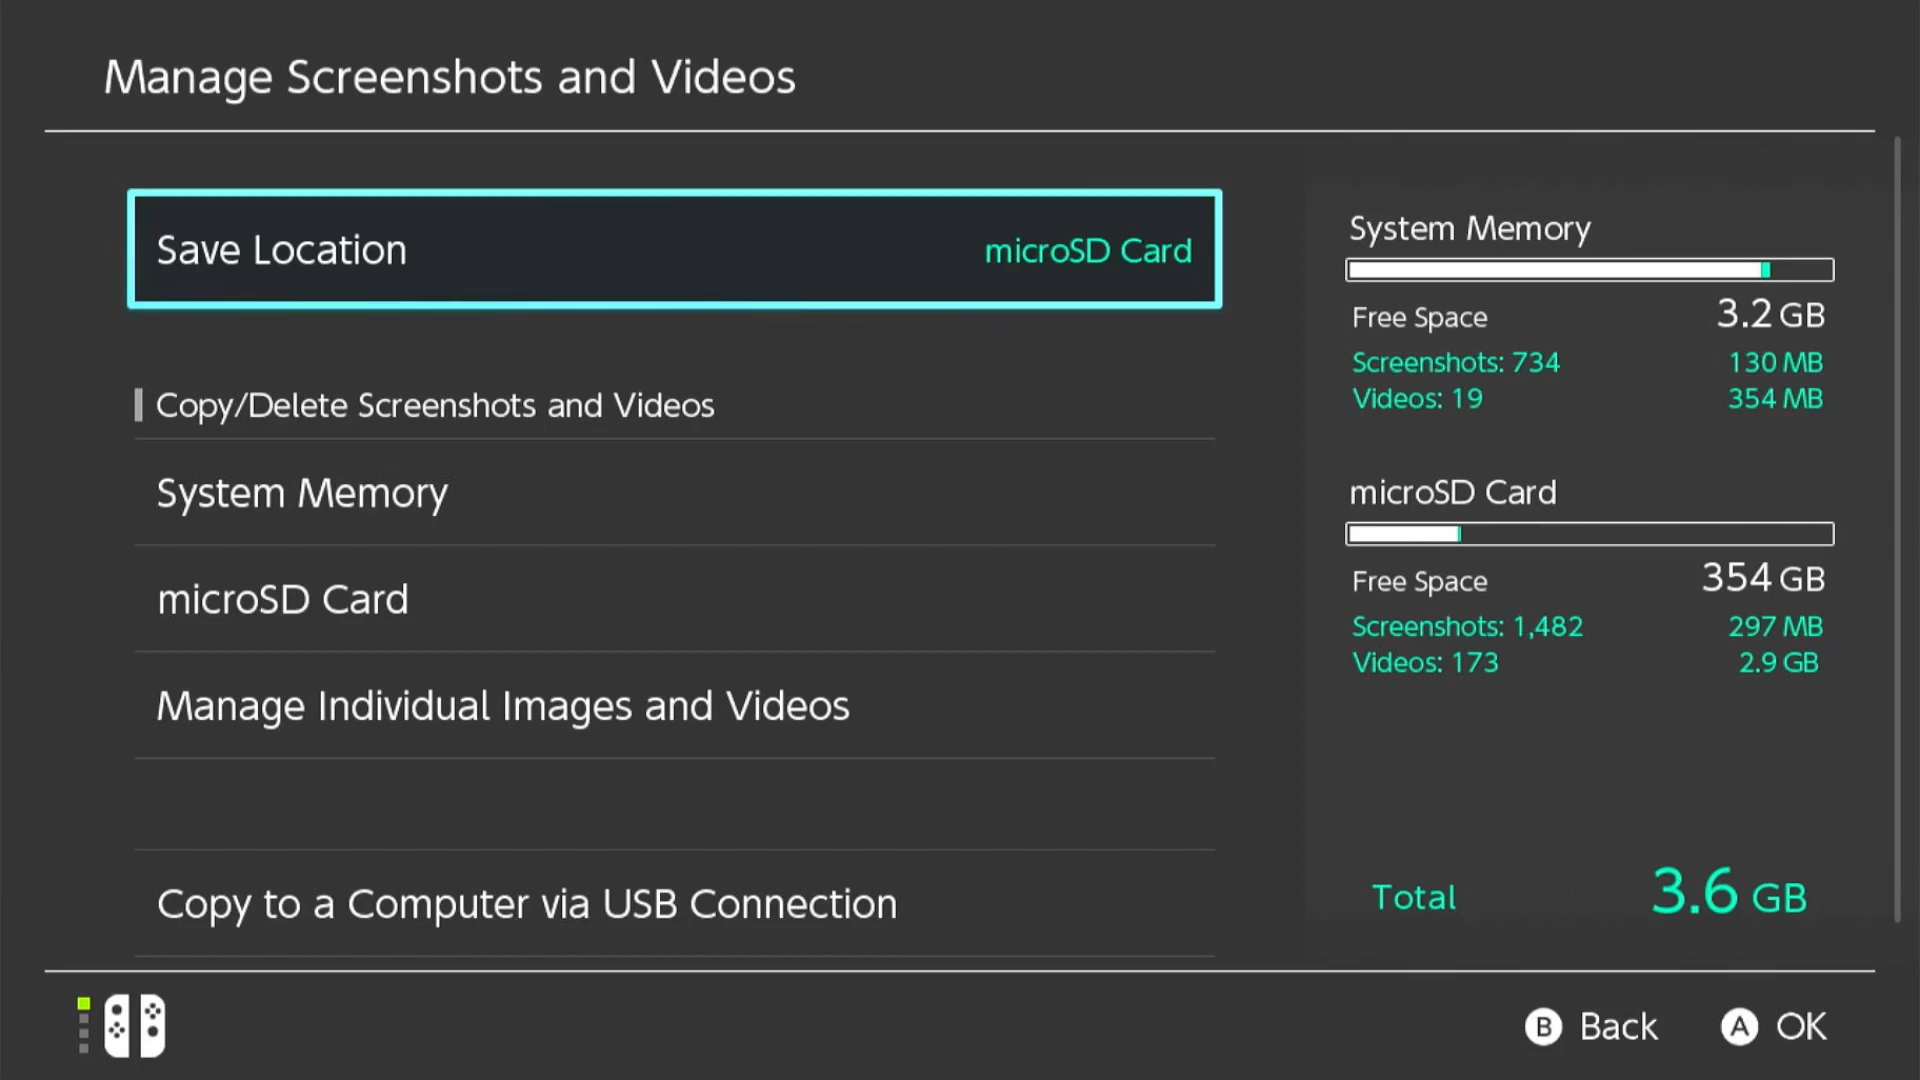 Manage Screenshots and Videos
Save Location microSD Card
Copy/Delete Screenshots and Videos
System Memory
microSD Card
Manage Individual Images and Videos
Copy to a Computer via USB Connection
System Memory
Free Space 3.2 GB
Screenshots: 734 130 MB
Videos: 19 354 MB
microSD Card
Free Space 354 GB
Screenshots: 1,482 297 MB
Videos: 173 2.9 GB
Total 3.6 GB
B Back A OK